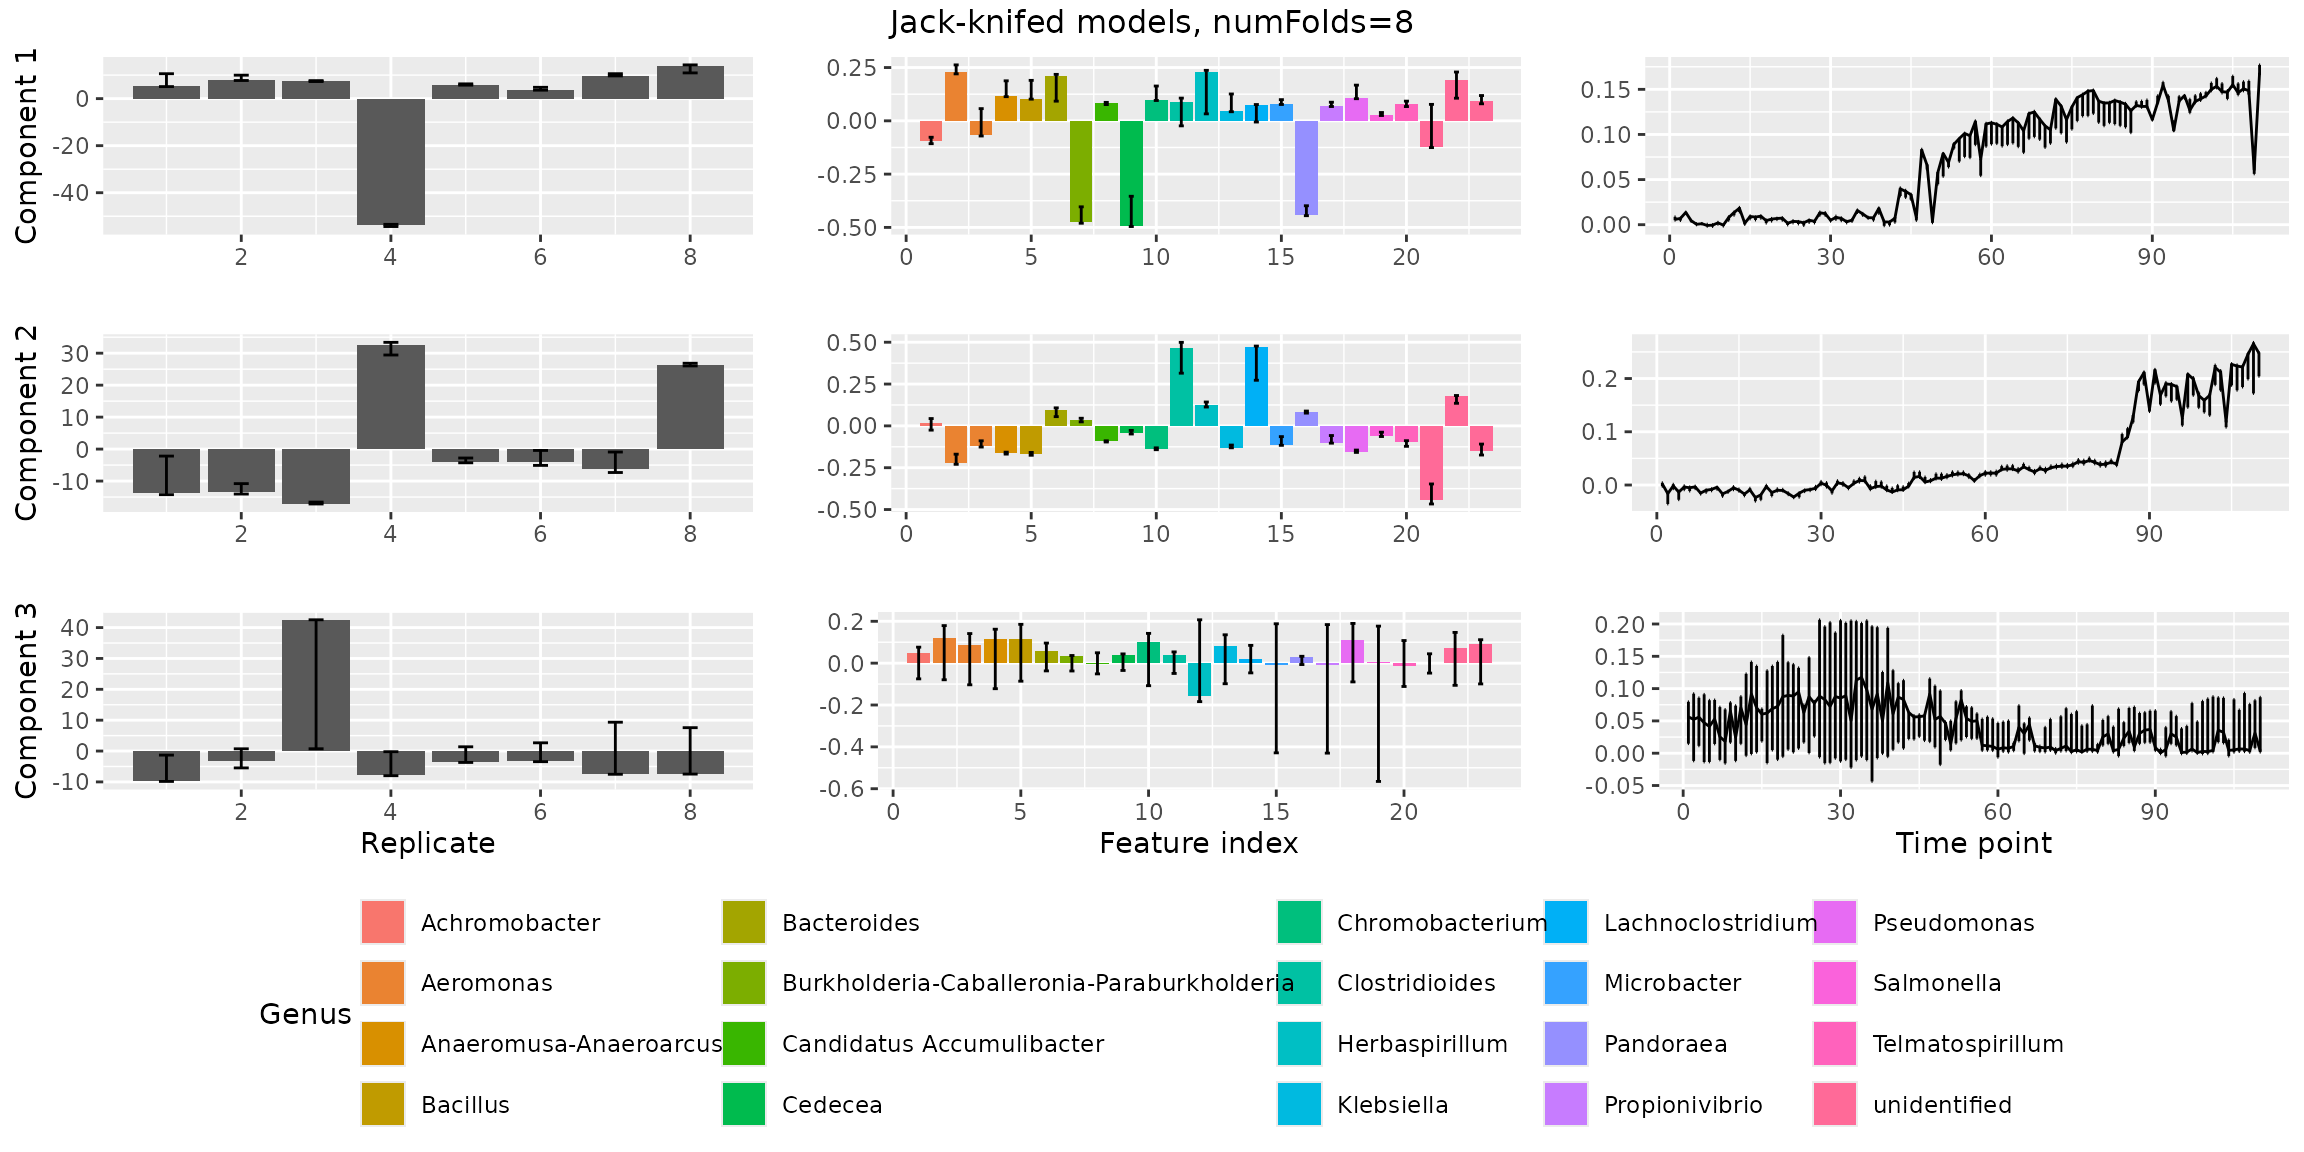 Jack-knifed models, numFolds=8
Component 1
0
-20
-40
2 4 6 8
0.25
0.00
-0.25
-0.50
0 5 10 15 20
0.15
0.10
0.05
0.00
0 30 60 90
Component 2
30
20
10
0
-10
2 4 6 8
0.50
0.25
0.00
-0.25
-0.50
0 5 10 15 20
0.2
0.1
0.0
0 30 60 90
Component 3
40
30
20
10
0
-10
2 4 6 8
Replicate
0.2
0.0
-0.2
-0.4
-0.6
0 5 10 15 20
Feature index
0.20
0.15
0.10
0.05
0.00
-0.05
0 30 60 90
Time point
Genus
Achromobacter
Aeromonas
Anaeromusa-Anaeroarcus
Bacillus
Bacteroides
Burkholderia-Caballeronia-Paraburkholderia
Candidatus Accumulibacter
Cedecea
Chromobacterium
Clostridioides
Herbaspirillum
Klebsiella
Lachnoclostridium
Microbacter
Pandoraea
Propionivibrio
Pseudomonas
Salmonella
Telmatospirillum
unidentified